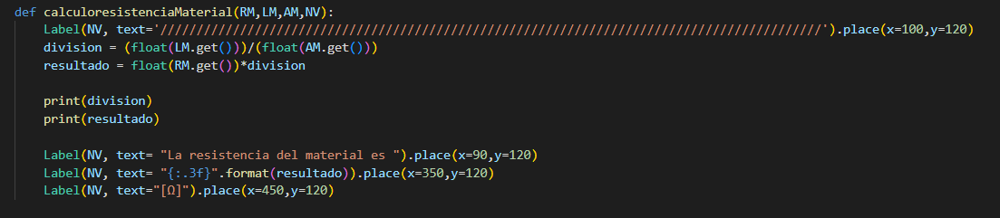 def calculoresistenciaMaterial(RM,LM,AM,NV):
    Label(NV, text='///////////////////////////////////////////////////////////////////////////////////////////').place(x=100,y=120)
    division = (float(LM.get()))/(float(AM.get()))
    resultado = float(RM.get())*division
    print(division)
    print(resultado)
    Label(NV, text= "La resistencia del material es ").place(x=90,y=120)
    Label(NV, text= "{:.3f}".format(resultado)).place(x=350,y=120)
    Label(NV, text="[Ω]").place(x=450,y=120)